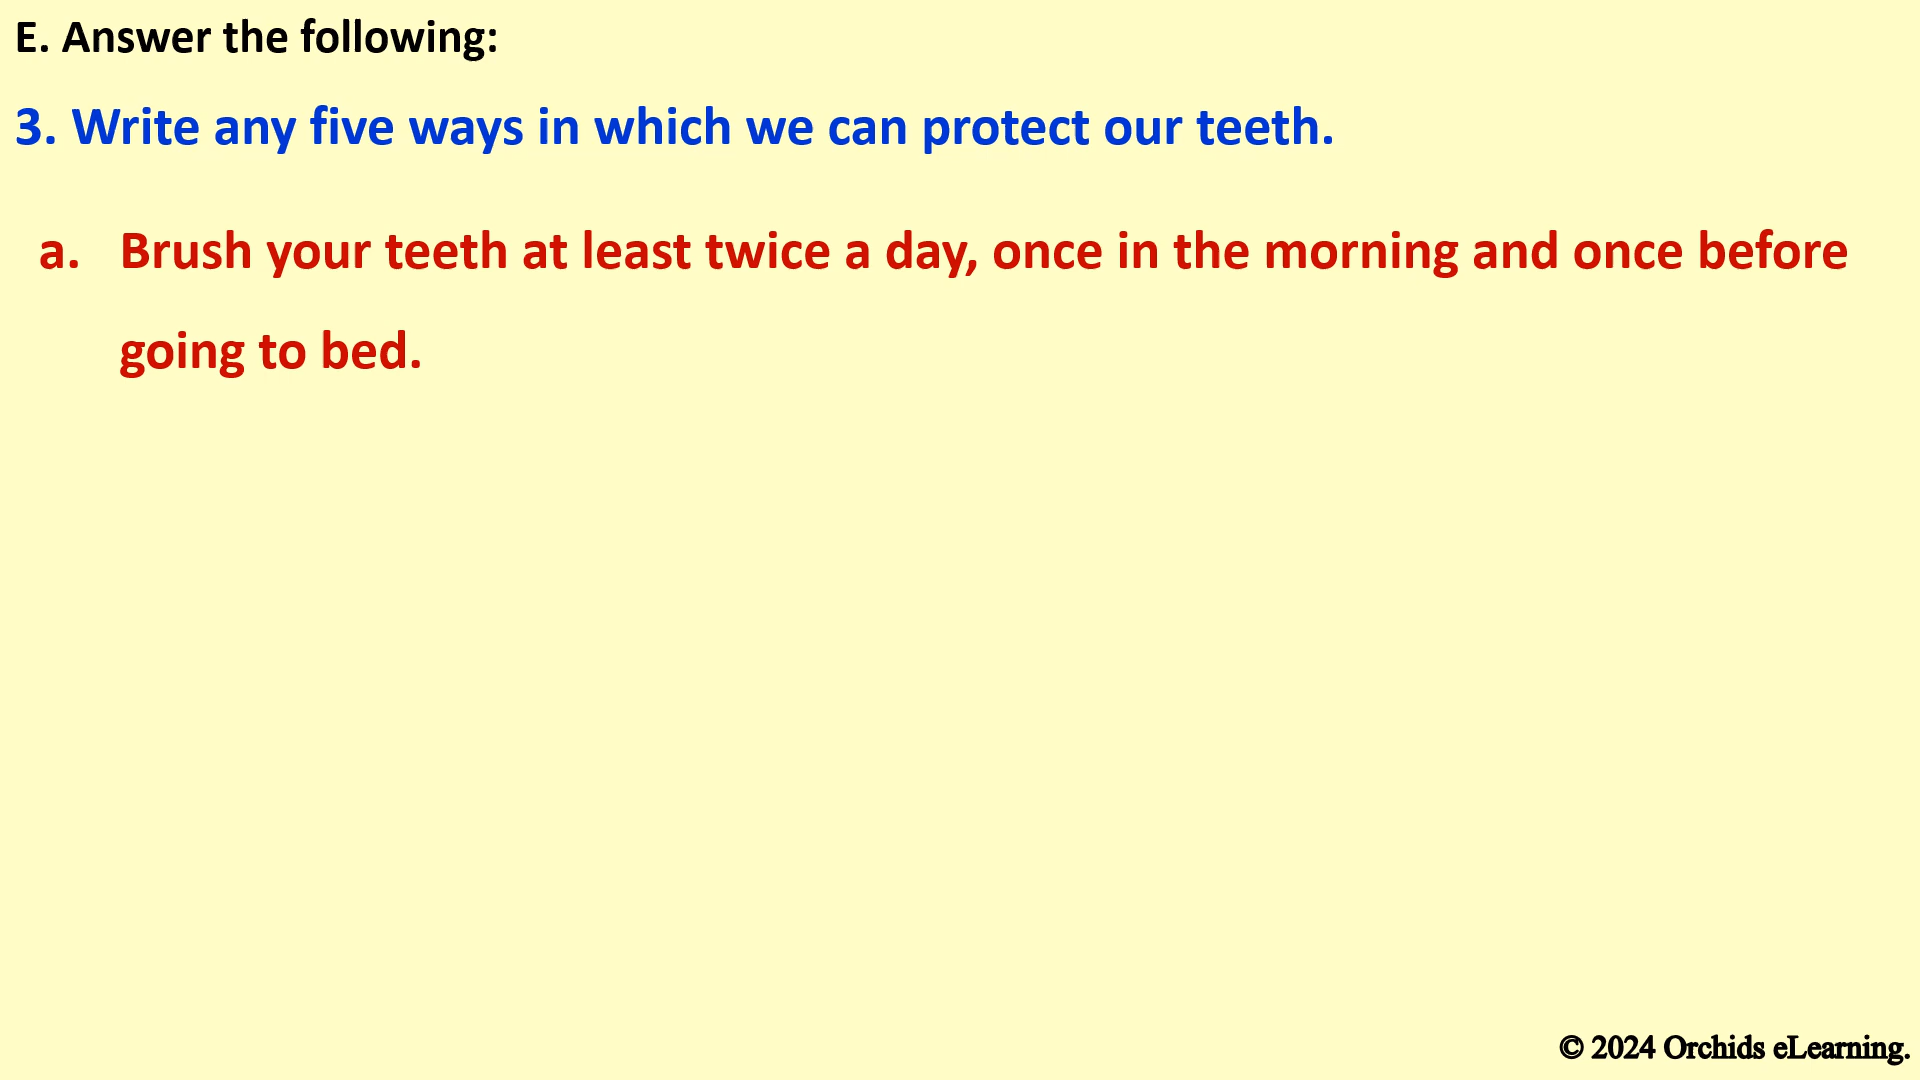 E. Answer the following:
3. Write any five ways in which we can protect our teeth.
a. Brush your teeth at least twice a day, once in the morning and once before
going to bed.
© 2024 Orchids eLearning.